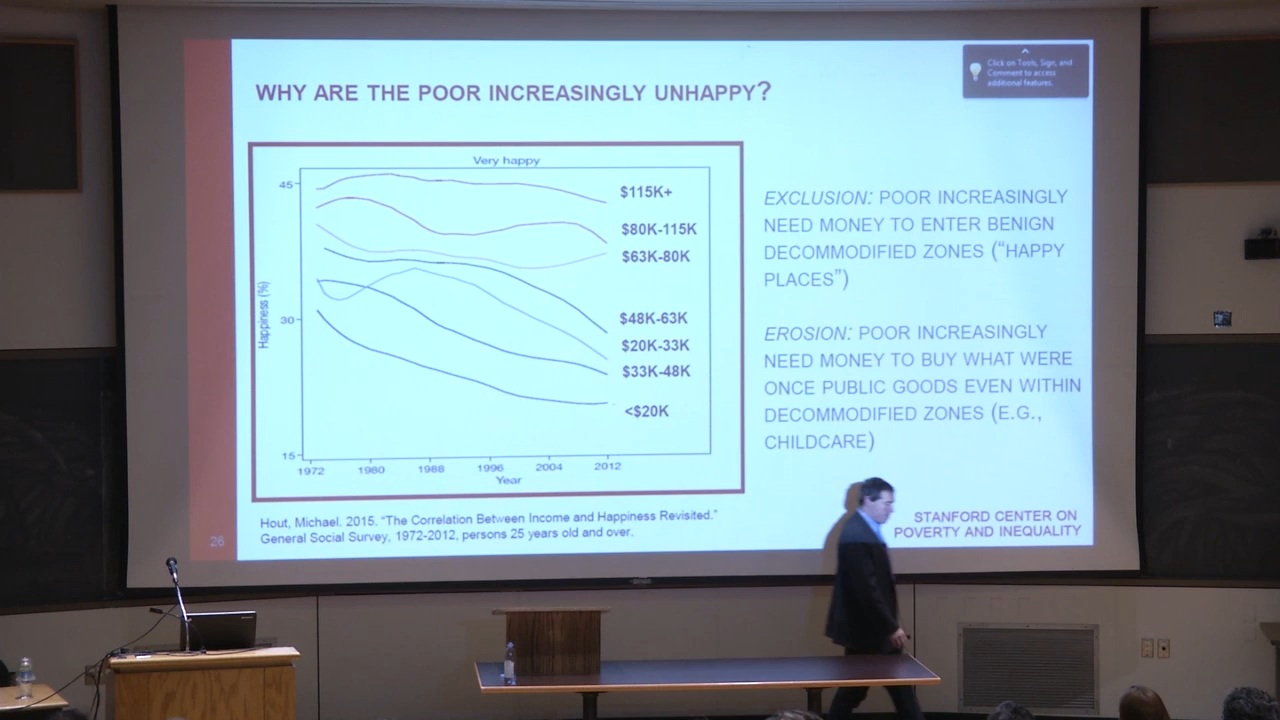 Click on Tools, Sign, and
Comment to access
additional features.
WHY ARE THE POOR INCREASINGLY UNHAPPY?
Very happy
45
30
15
Happiness (%)
$115K+
$80K-115K
$63K-80K
$48K-63K
$20K-33K
$33K-48K
<$20K
1972 1980 1988 1996 2004 2012
Year
EXCLUSION: POOR INCREASINGLY
NEED MONEY TO ENTER BENIGN
DECOMMODIFIED ZONES (“HAPPY
PLACES”)
EROSION: POOR INCREASINGLY
NEED MONEY TO BUY WHAT WERE
ONCE PUBLIC GOODS EVEN WITHIN
DECOMMODIFIED ZONES (E.G.,
CHILDCARE)
Hout, Michael. 2015. “The Correlation Between Income and Happiness Revisited.”
General Social Survey, 1972-2012, persons 25 years old and over.
26
STANFORD CENTER ON
POVERTY AND INEQUALITY